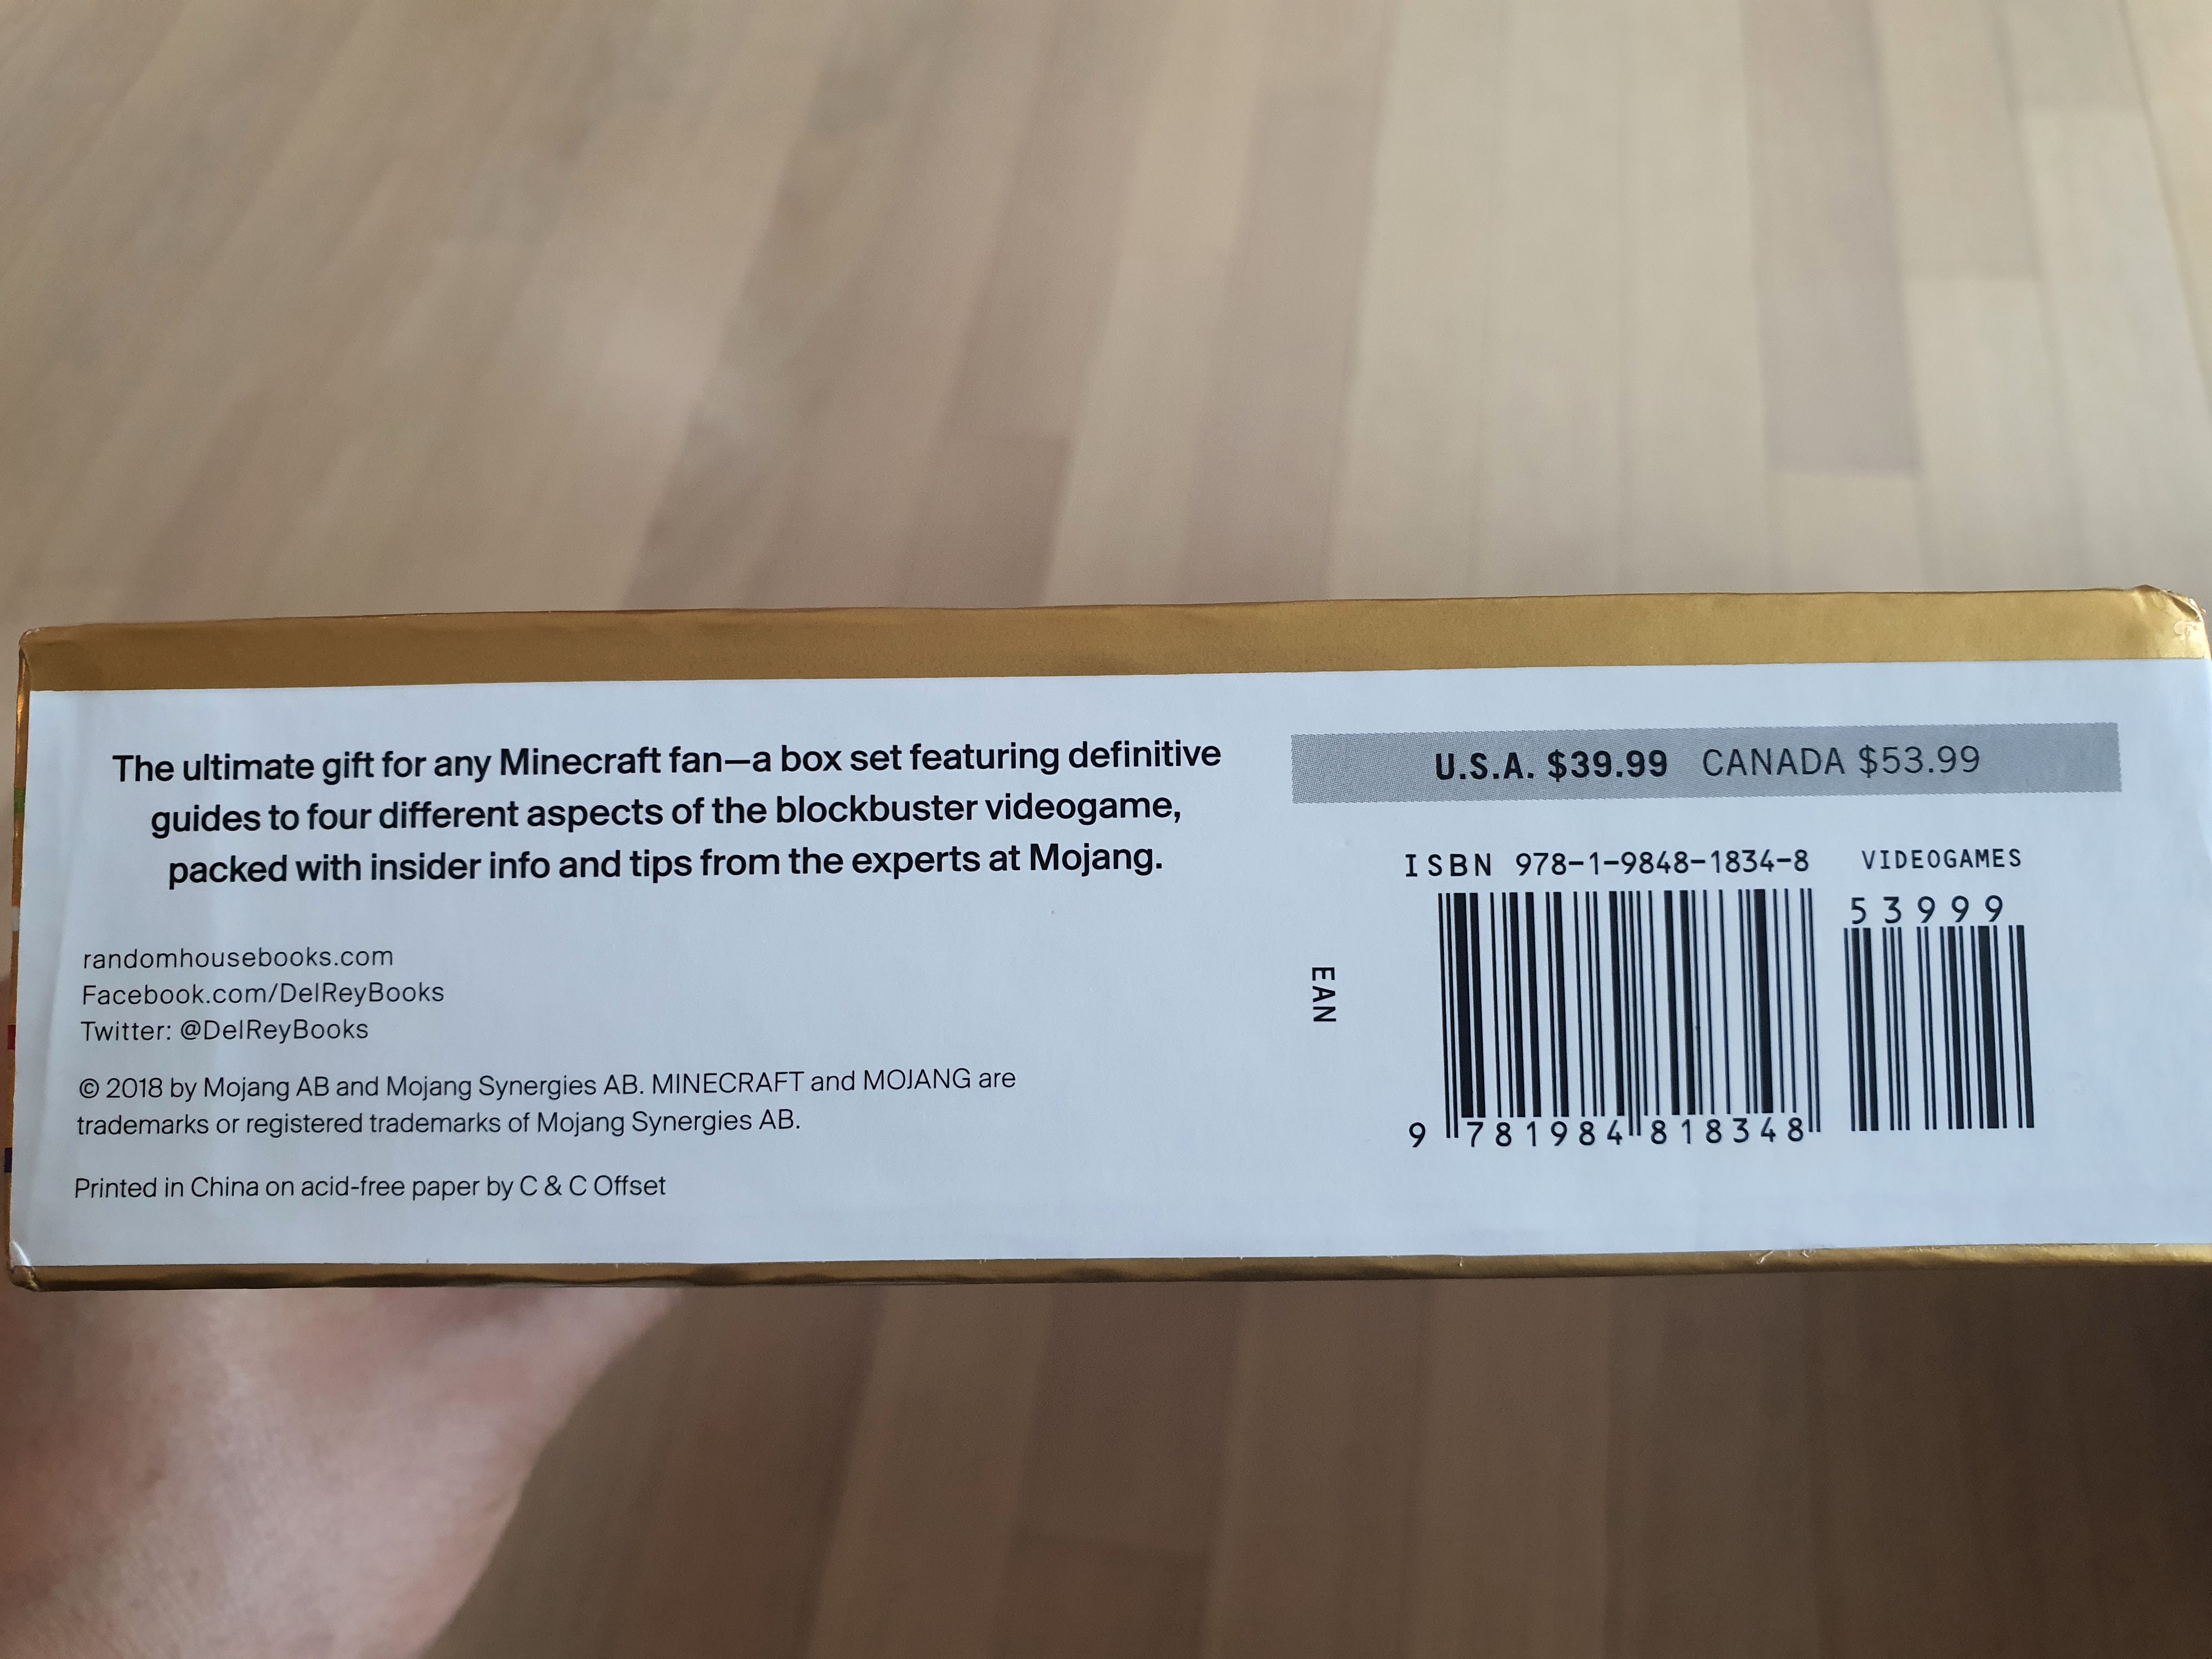 The ultimate gift for any Minecraft fan—a box set featuring definitive
guides to four different aspects of the blockbuster videogame,
packed with insider info and tips from the experts at Mojang.
randomhousebooks.com
Facebook.com/DelReyBooks
Twitter: @DelReyBooks
© 2018 by Mojang AB and Mojang Synergies AB. MINECRAFT and MOJANG are
trademarks or registered trademarks of Mojang Synergies AB.
Printed in China on acid-free paper by C & C Offset
U.S.A. $39.99 CANADA $53.99
ISBN 978-1-9848-1834-8 VIDEOGAMES
53999
EAN
9 781984 818348